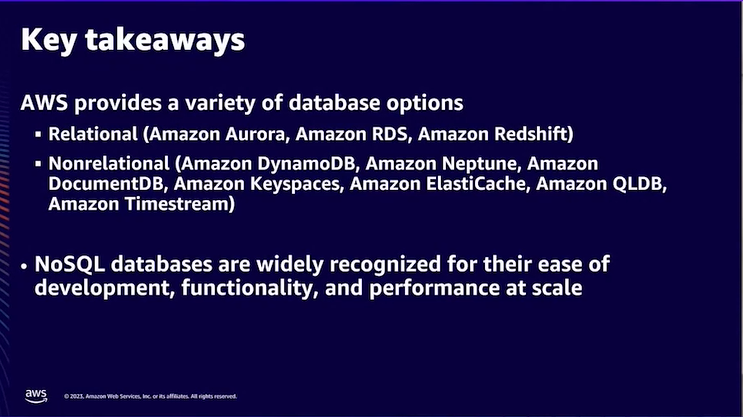 Key takeaways
AWS provides a variety of database options
▪ Relational (Amazon Aurora, Amazon RDS, Amazon Redshift)
▪ Nonrelational (Amazon DynamoDB, Amazon Neptune, Amazon
DocumentDB, Amazon Keyspaces, Amazon ElastiCache, Amazon QLDB,
Amazon Timestream)
• NoSQL databases are widely recognized for their ease of
development, functionality, and performance at scale
aws © 2023, Amazon Web Services, Inc. or its affiliates. All rights reserved.